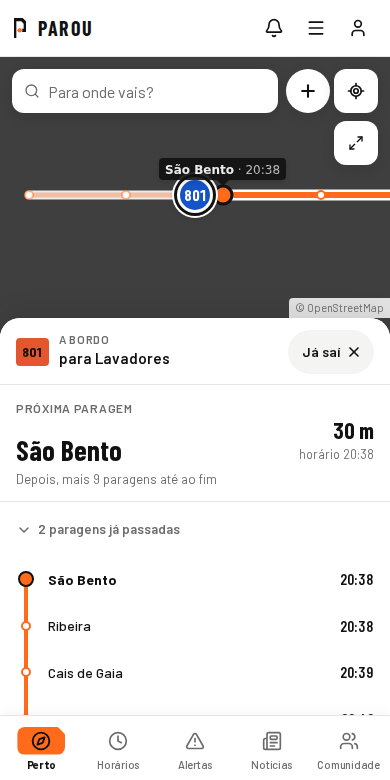 PAROU
Para onde vais?
São Bento · 20:38
801
© OpenStreetMap
801
A BORDO
para Lavadores
Já saí
PRÓXIMA PARAGEM
São Bento
Depois, mais 9 paragens até ao fim
30 m
horário 20:38
2 paragens já passadas
São Bento 20:38
Ribeira 20:38
Cais de Gaia 20:39
Perto Horários Alertas Notícias Comunidade